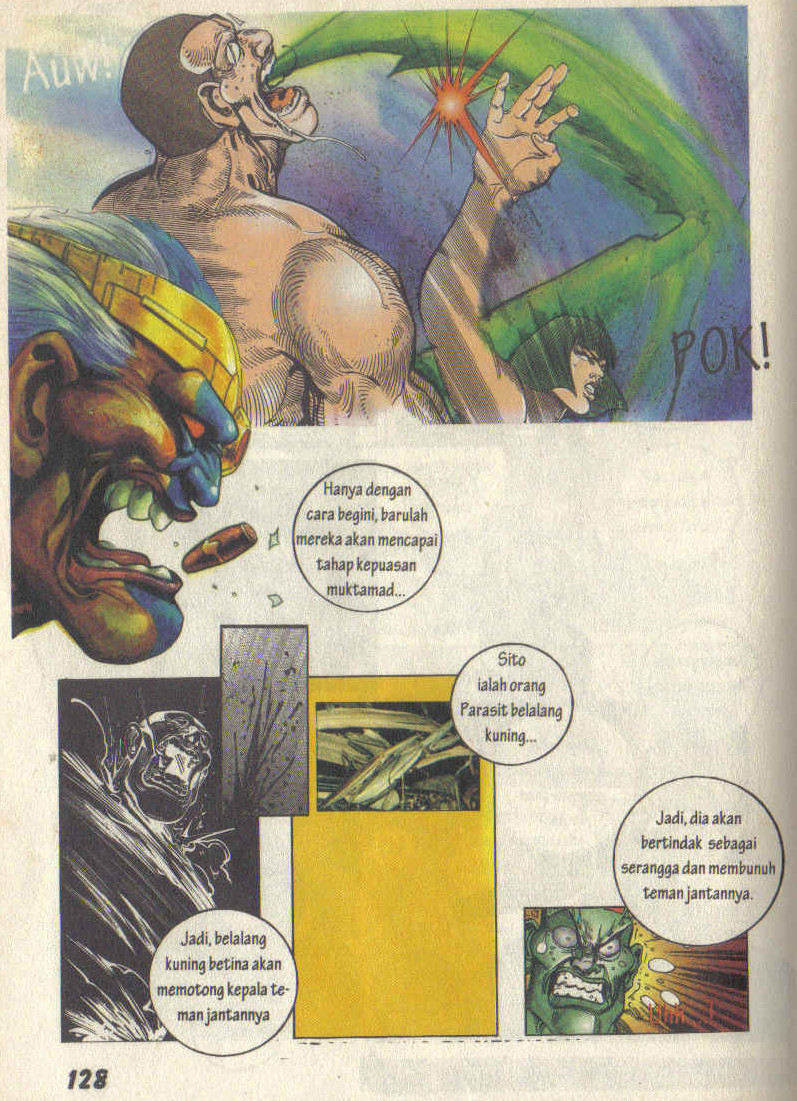 Auw!
POK!
Hanya dengan
cara begini, barulah
mereka akan mencapai
tahap kepuasan
muktamad...
Sito
ialah orang
Parasit belalang
kuning...
Jadi, belalang
kuning betina akan
memotong kepala te-
man jantannya
Jadi, dia akan
bertindak sebagai
serangga dan membunuh
teman jantannya.
128